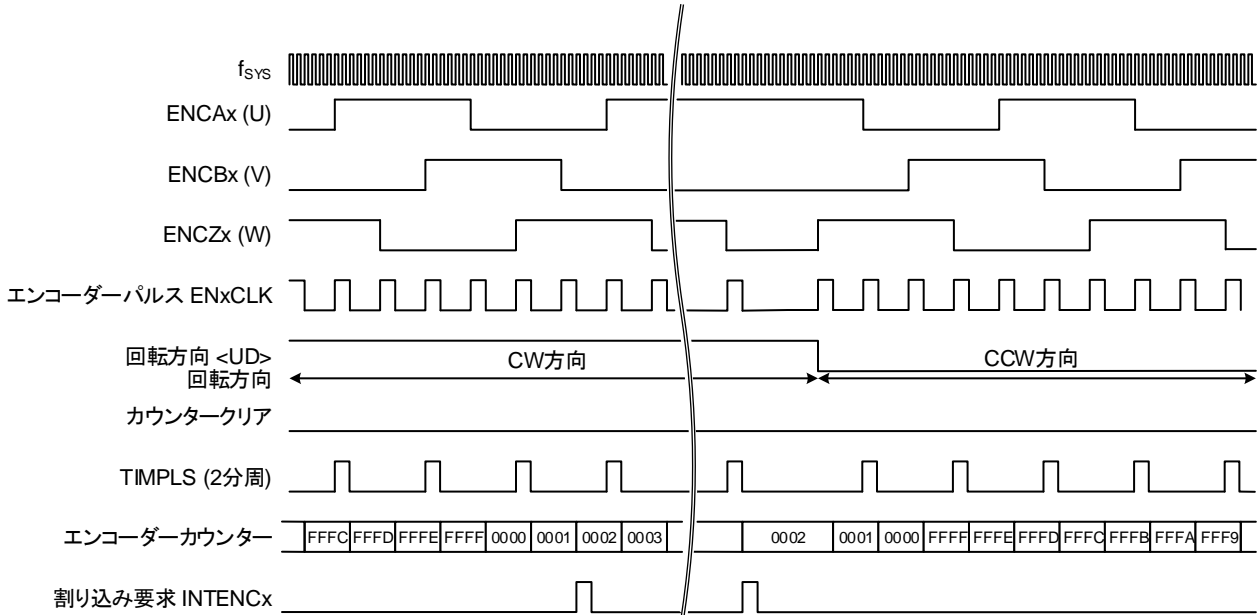 fSYS
ENCAx (U)
ENCBx (V)
ENCZx (W)
エンコーダーパルス ENxCLK
回転方向 <UD>
回転方向
CW方向
CCW方向
カウンタークリア
TIMPLS (2分周)
エンコーダーカウンター
FFFC FFFD FFFE FFFF 0000 0001 0002 0003 0002 0001 0000 FFFF FFFE FFFD FFFC FFFB FFFA FFF9
割り込み要求 INTENCx